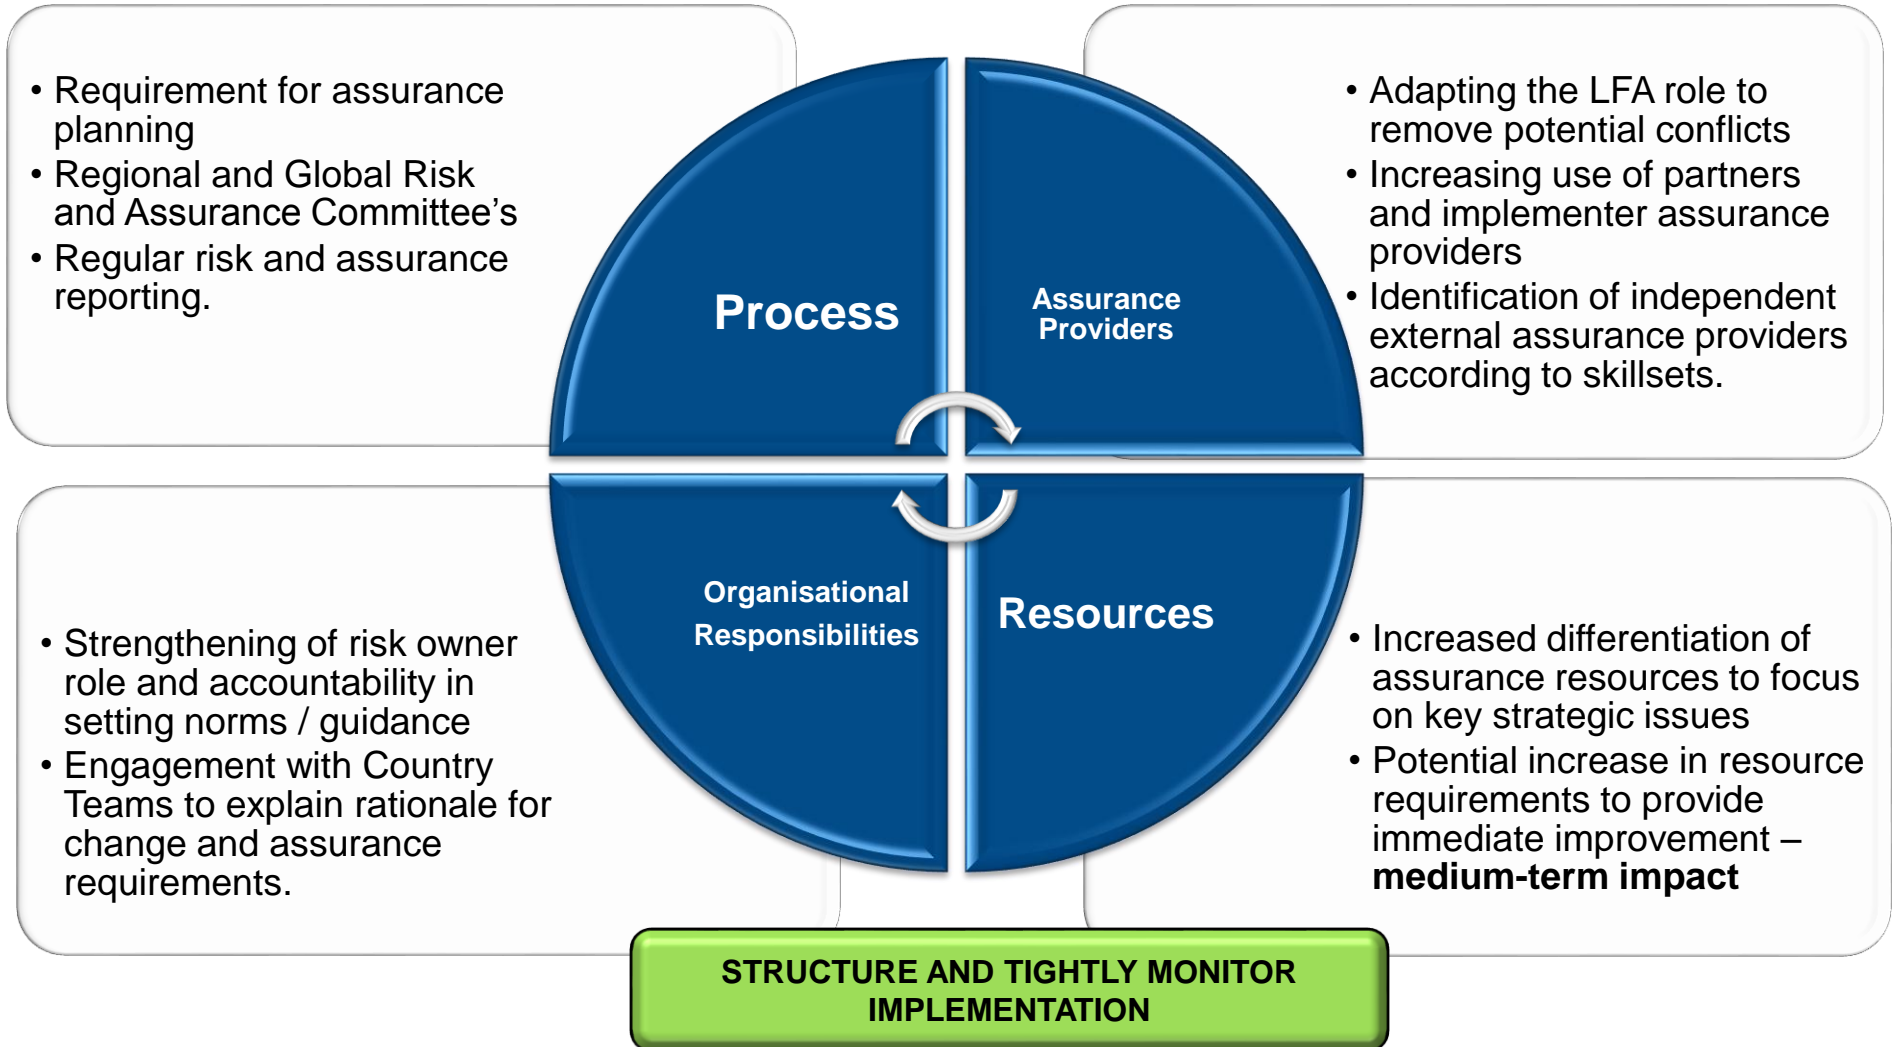 • Requirement for assurance
planning
• Regional and Global Risk
and Assurance Committee’s
• Regular risk and assurance
reporting.
Process
Assurance
Providers
• Adapting the LFA role to
remove potential conflicts
• Increasing use of partners
and implementer assurance
providers
• Identification of independent
external assurance providers
according to skillsets.
• Strengthening of risk owner
role and accountability in
setting norms / guidance
• Engagement with Country
Teams to explain rationale for
change and assurance
requirements.
Organisational
Responsibilities
Resources
• Increased differentiation of
assurance resources to focus
on key strategic issues
• Potential increase in resource
requirements to provide
immediate improvement –
medium-term impact
STRUCTURE AND TIGHTLY MONITOR
IMPLEMENTATION